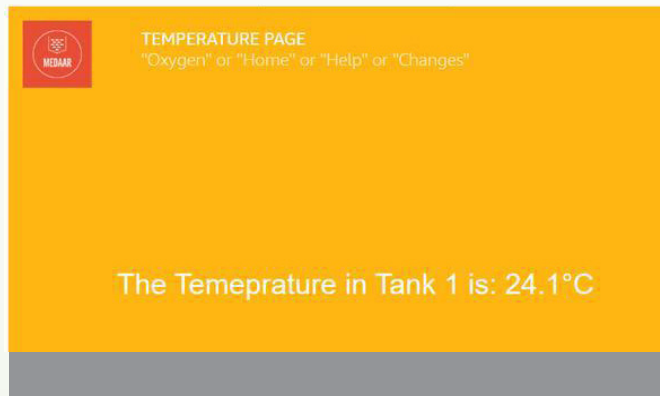 MEDAAR
TEMPERATURE PAGE
"Oxygen" or "Home" or "Help" or "Changes"
The Temeprature in Tank 1 is: 24.1°C